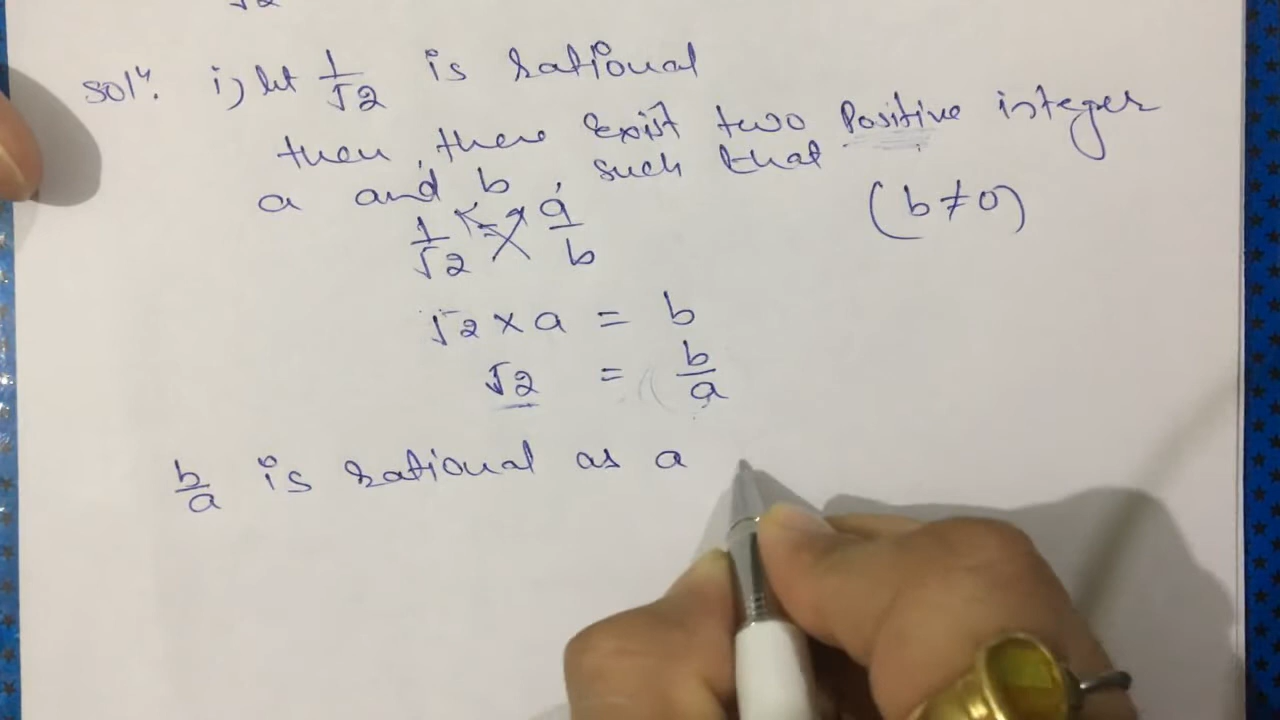 √2
Solⁿ. i) let 1/√2 is rational
then, there exist two Positive integer
a and b, such that (b≠0)
1/√2 = a/b
√2 × a = b
√2 = b/a
b/a is rational as a